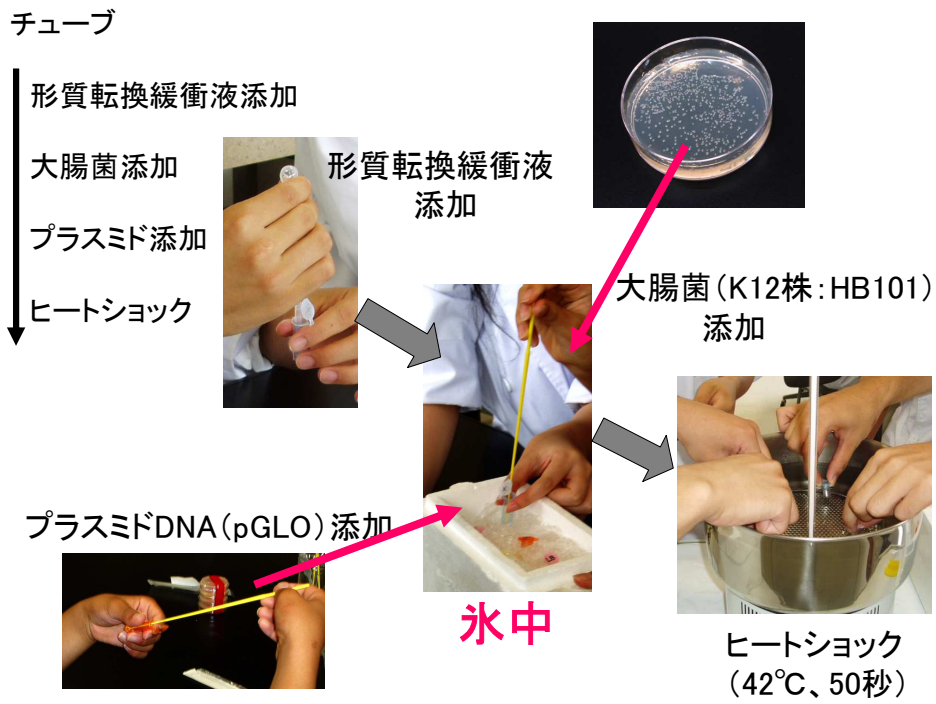 チューブ
形質転換緩衝液添加
大腸菌添加
プラスミド添加
ヒートショック
形質転換緩衝液
添加
大腸菌(K12株:HB101)
添加
プラスミドDNA(pGLO)添加
氷中
ヒートショック
(42℃、50秒)